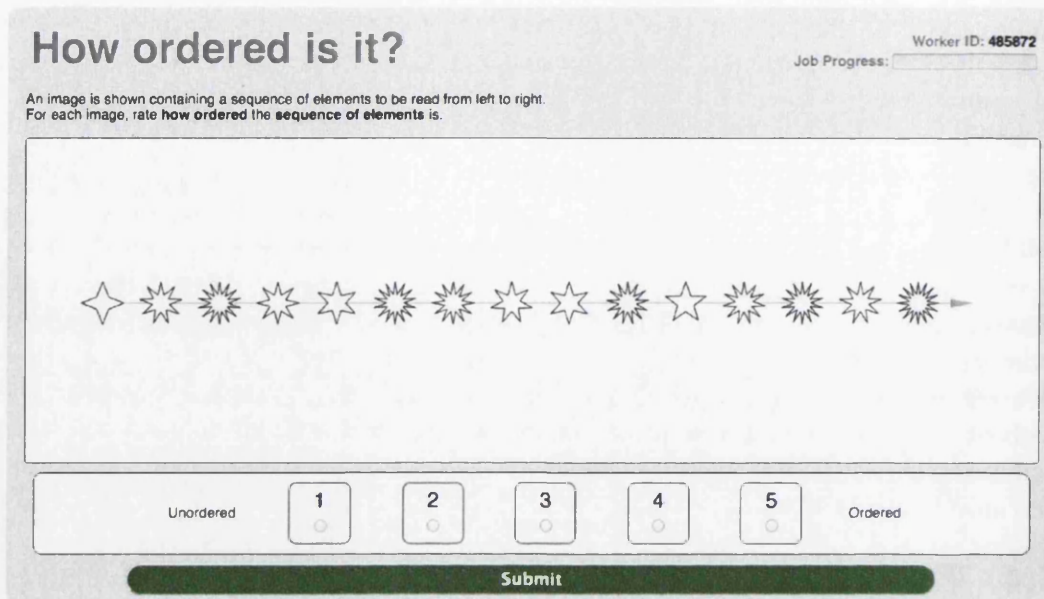 How ordered is it?
Worker ID: 485872
Job Progress:
An image is shown containing a sequence of elements to be read from left to right.
For each image, rate how ordered the sequence of elements is.
Unordered
1
2
3
4
5
Ordered
Submit